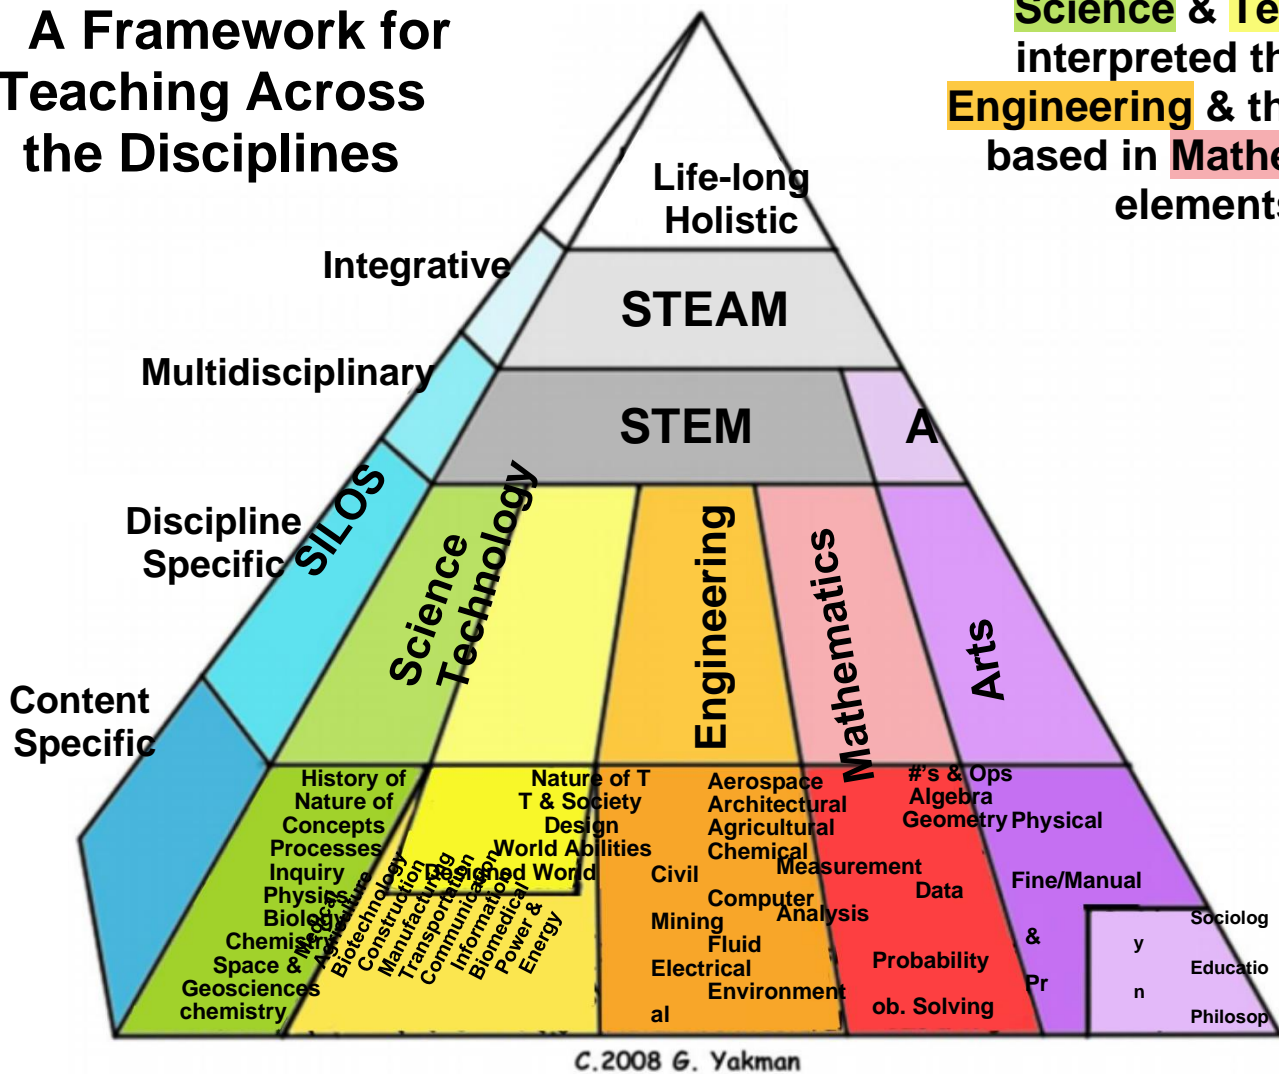 A Framework for
Teaching Across
the Disciplines
Science & Te
interpreted th
Engineering & th
based in Mathe
elements
Life-long
Holistic
Integrative
STEAM
Multidisciplinary
STEM
A
SILOS
Discipline
Specific
Science
Technology
Engineering
Mathematics
Arts
Content
Specific
History of
Nature of
Concepts
Processes
Inquiry
Physics
Biology
Chemistry
Space &
Geosciences
chemistry
Nature of T
T & Society
Design
World Abilities
Designed World
Medical
Agriculture
Biotechnology
Construction
Manufacturing
Transportation
Communication
Information
Biomedical
Power &
Energy
Aerospace
Architectural
Agricultural
Chemical
Civil
Computer
Mining
Fluid
Electrical
Environment
al
#'s & Ops
Algebra
Geometry
Measurement
Data
Analysis
Probability
&
Pr
ob. Solving
Physical
Fine/Manual
Sociolog
y
Educatio
n
Philosop
C.2008 G. Yakman